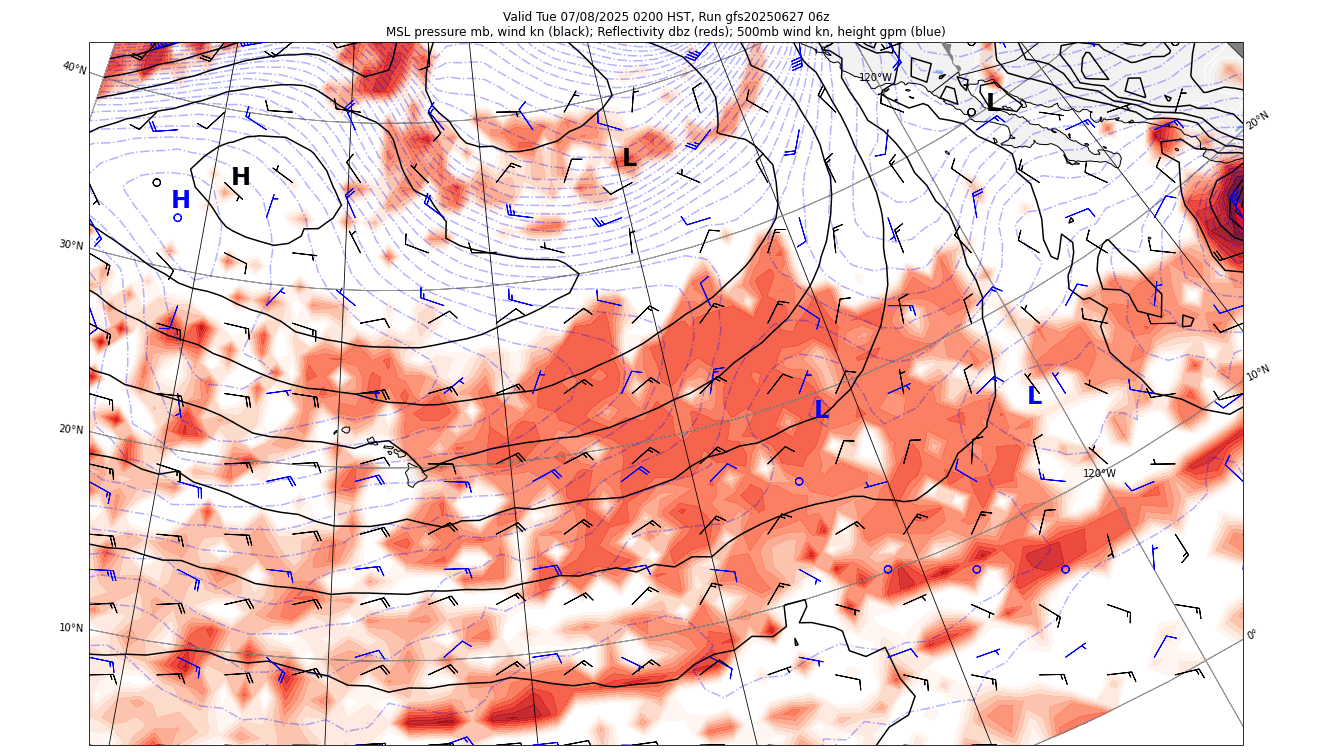 Valid Tue 07/08/2025 0200 HST, Run gfs20250627 06z
MSL pressure mb, wind kn (black); Reflectivity dbz (reds); 500mb wind kn, height gpm (blue)
40°N
120°W
L
20°N
L
H
H
30°N
10°N
L
L
20°N
120°W
10°N
0°